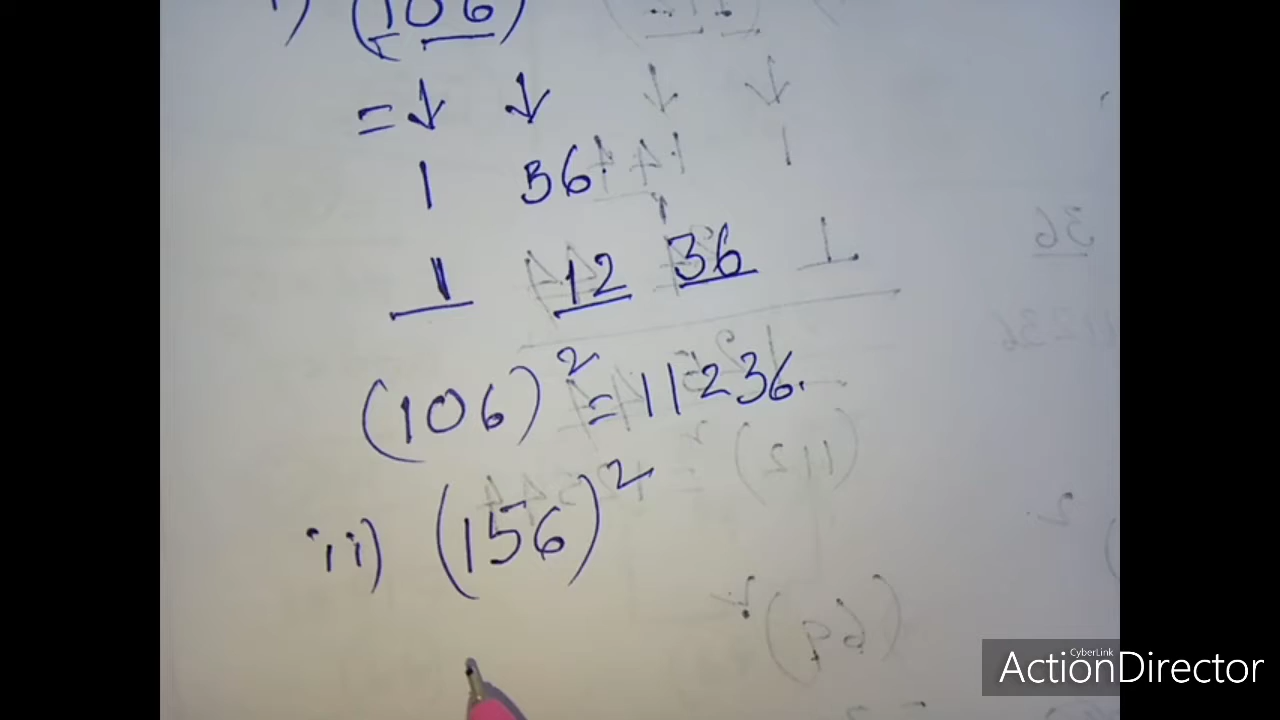 i) (106)
= ↓ ↓
1 36
1 12 36
(106)² = 11236.
ii) (156)²
CyberLink
ActionDirector